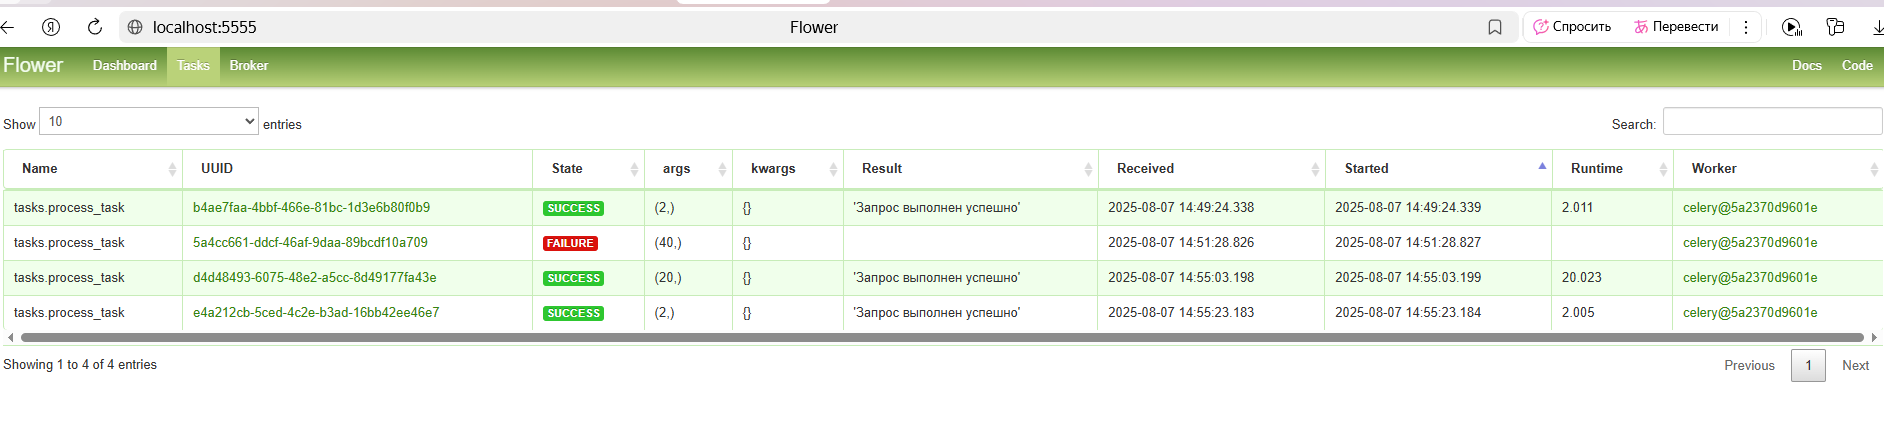 localhost:5555 Flower Спросить Перевести
Flower Dashboard Tasks Broker Docs Code
Show 10 entries Search:
Name UUID State args kwargs Result Received Started Runtime Worker
tasks.process_task b4ae7faa-4bbf-466e-81bc-1d3e6b80f0b9 SUCCESS (2,) {} 'Запрос выполнен успешно' 2025-08-07 14:49:24.338 2025-08-07 14:49:24.339 2.011 celery@5a2370d9601e
tasks.process_task 5a4cc661-ddcf-46af-9daa-89bcdf10a709 FAILURE (40,) {} 2025-08-07 14:51:28.826 2025-08-07 14:51:28.827 celery@5a2370d9601e
tasks.process_task d4d48493-6075-48e2-a5cc-8d49177fa43e SUCCESS (20,) {} 'Запрос выполнен успешно' 2025-08-07 14:55:03.198 2025-08-07 14:55:03.199 20.023 celery@5a2370d9601e
tasks.process_task e4a212cb-5ced-4c2e-b3ad-16bb42ee46e7 SUCCESS (2,) {} 'Запрос выполнен успешно' 2025-08-07 14:55:23.183 2025-08-07 14:55:23.184 2.005 celery@5a2370d9601e
Showing 1 to 4 of 4 entries Previous 1 Next